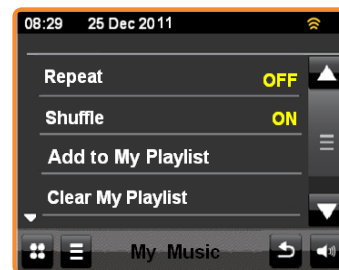 08:29 25 Dec 2011
Repeat OFF
Shuffle ON
Add to My Playlist
Clear My Playlist
My Music